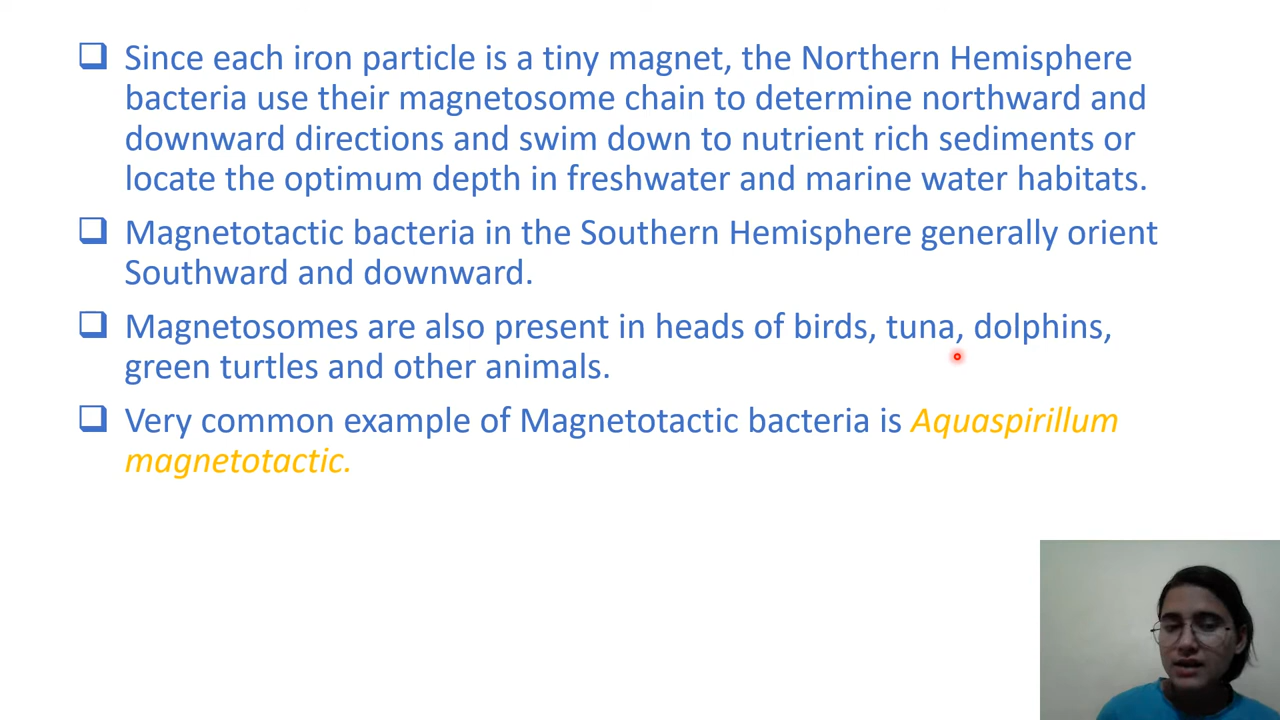 Since each iron particle is a tiny magnet, the Northern Hemisphere
bacteria use their magnetosome chain to determine northward and
downward directions and swim down to nutrient rich sediments or
locate the optimum depth in freshwater and marine water habitats.
Magnetotactic bacteria in the Southern Hemisphere generally orient
Southward and downward.
Magnetosomes are also present in heads of birds, tuna, dolphins,
green turtles and other animals.
Very common example of Magnetotactic bacteria is Aquaspirillum
magnetotactic.